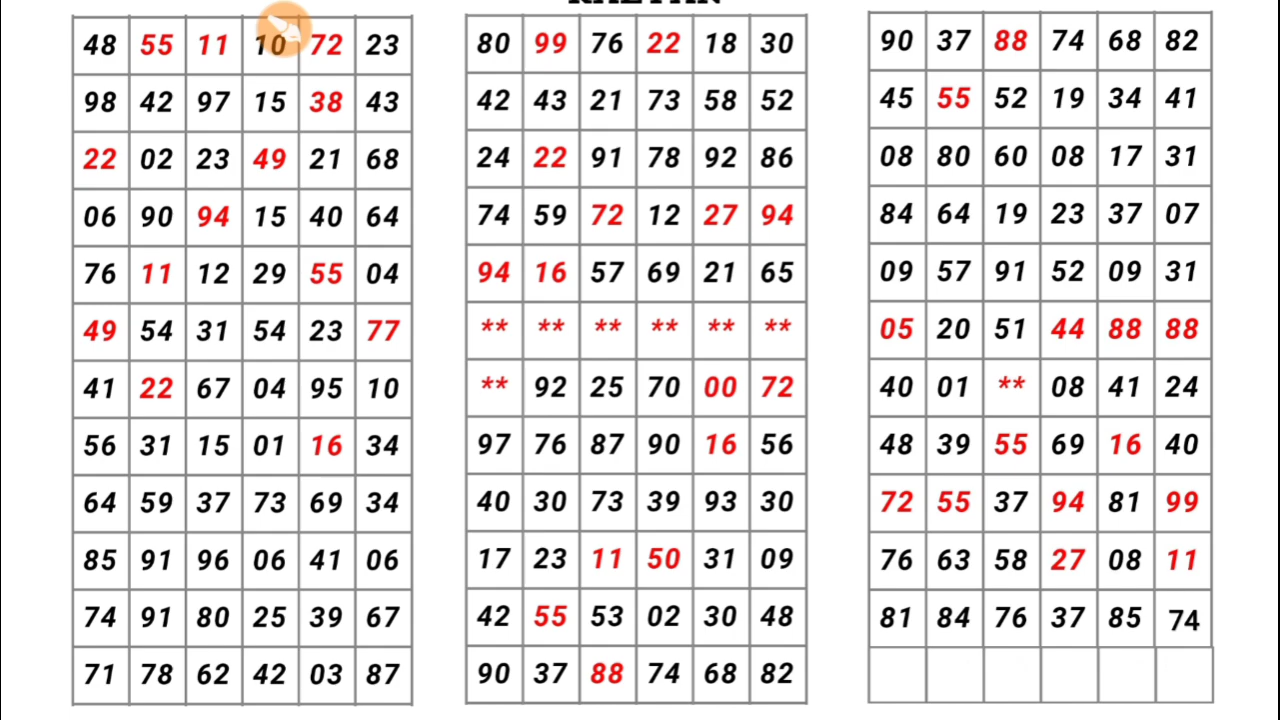 48 55 11 10 72 23
98 42 97 15 38 43
22 02 23 49 21 68
06 90 94 15 40 64
76 11 12 29 55 04
49 54 31 54 23 77
41 22 67 04 95 10
56 31 15 01 16 34
64 59 37 73 69 34
85 91 96 06 41 06
74 91 80 25 39 67
71 78 62 42 03 87
80 99 76 22 18 30
42 43 21 73 58 52
24 22 91 78 92 86
74 59 72 12 27 94
94 16 57 69 21 65
** ** ** ** ** **
** 92 25 70 00 72
97 76 87 90 16 56
40 30 73 39 93 30
17 23 11 50 31 09
42 55 53 02 30 48
90 37 88 74 68 82
90 37 88 74 68 82
45 55 52 19 34 41
08 80 60 08 17 31
84 64 19 23 37 07
09 57 91 52 09 31
05 20 51 44 88 88
40 01 ** 08 41 24
48 39 55 69 16 40
72 55 37 94 81 99
76 63 58 27 08 11
81 84 76 37 85 74